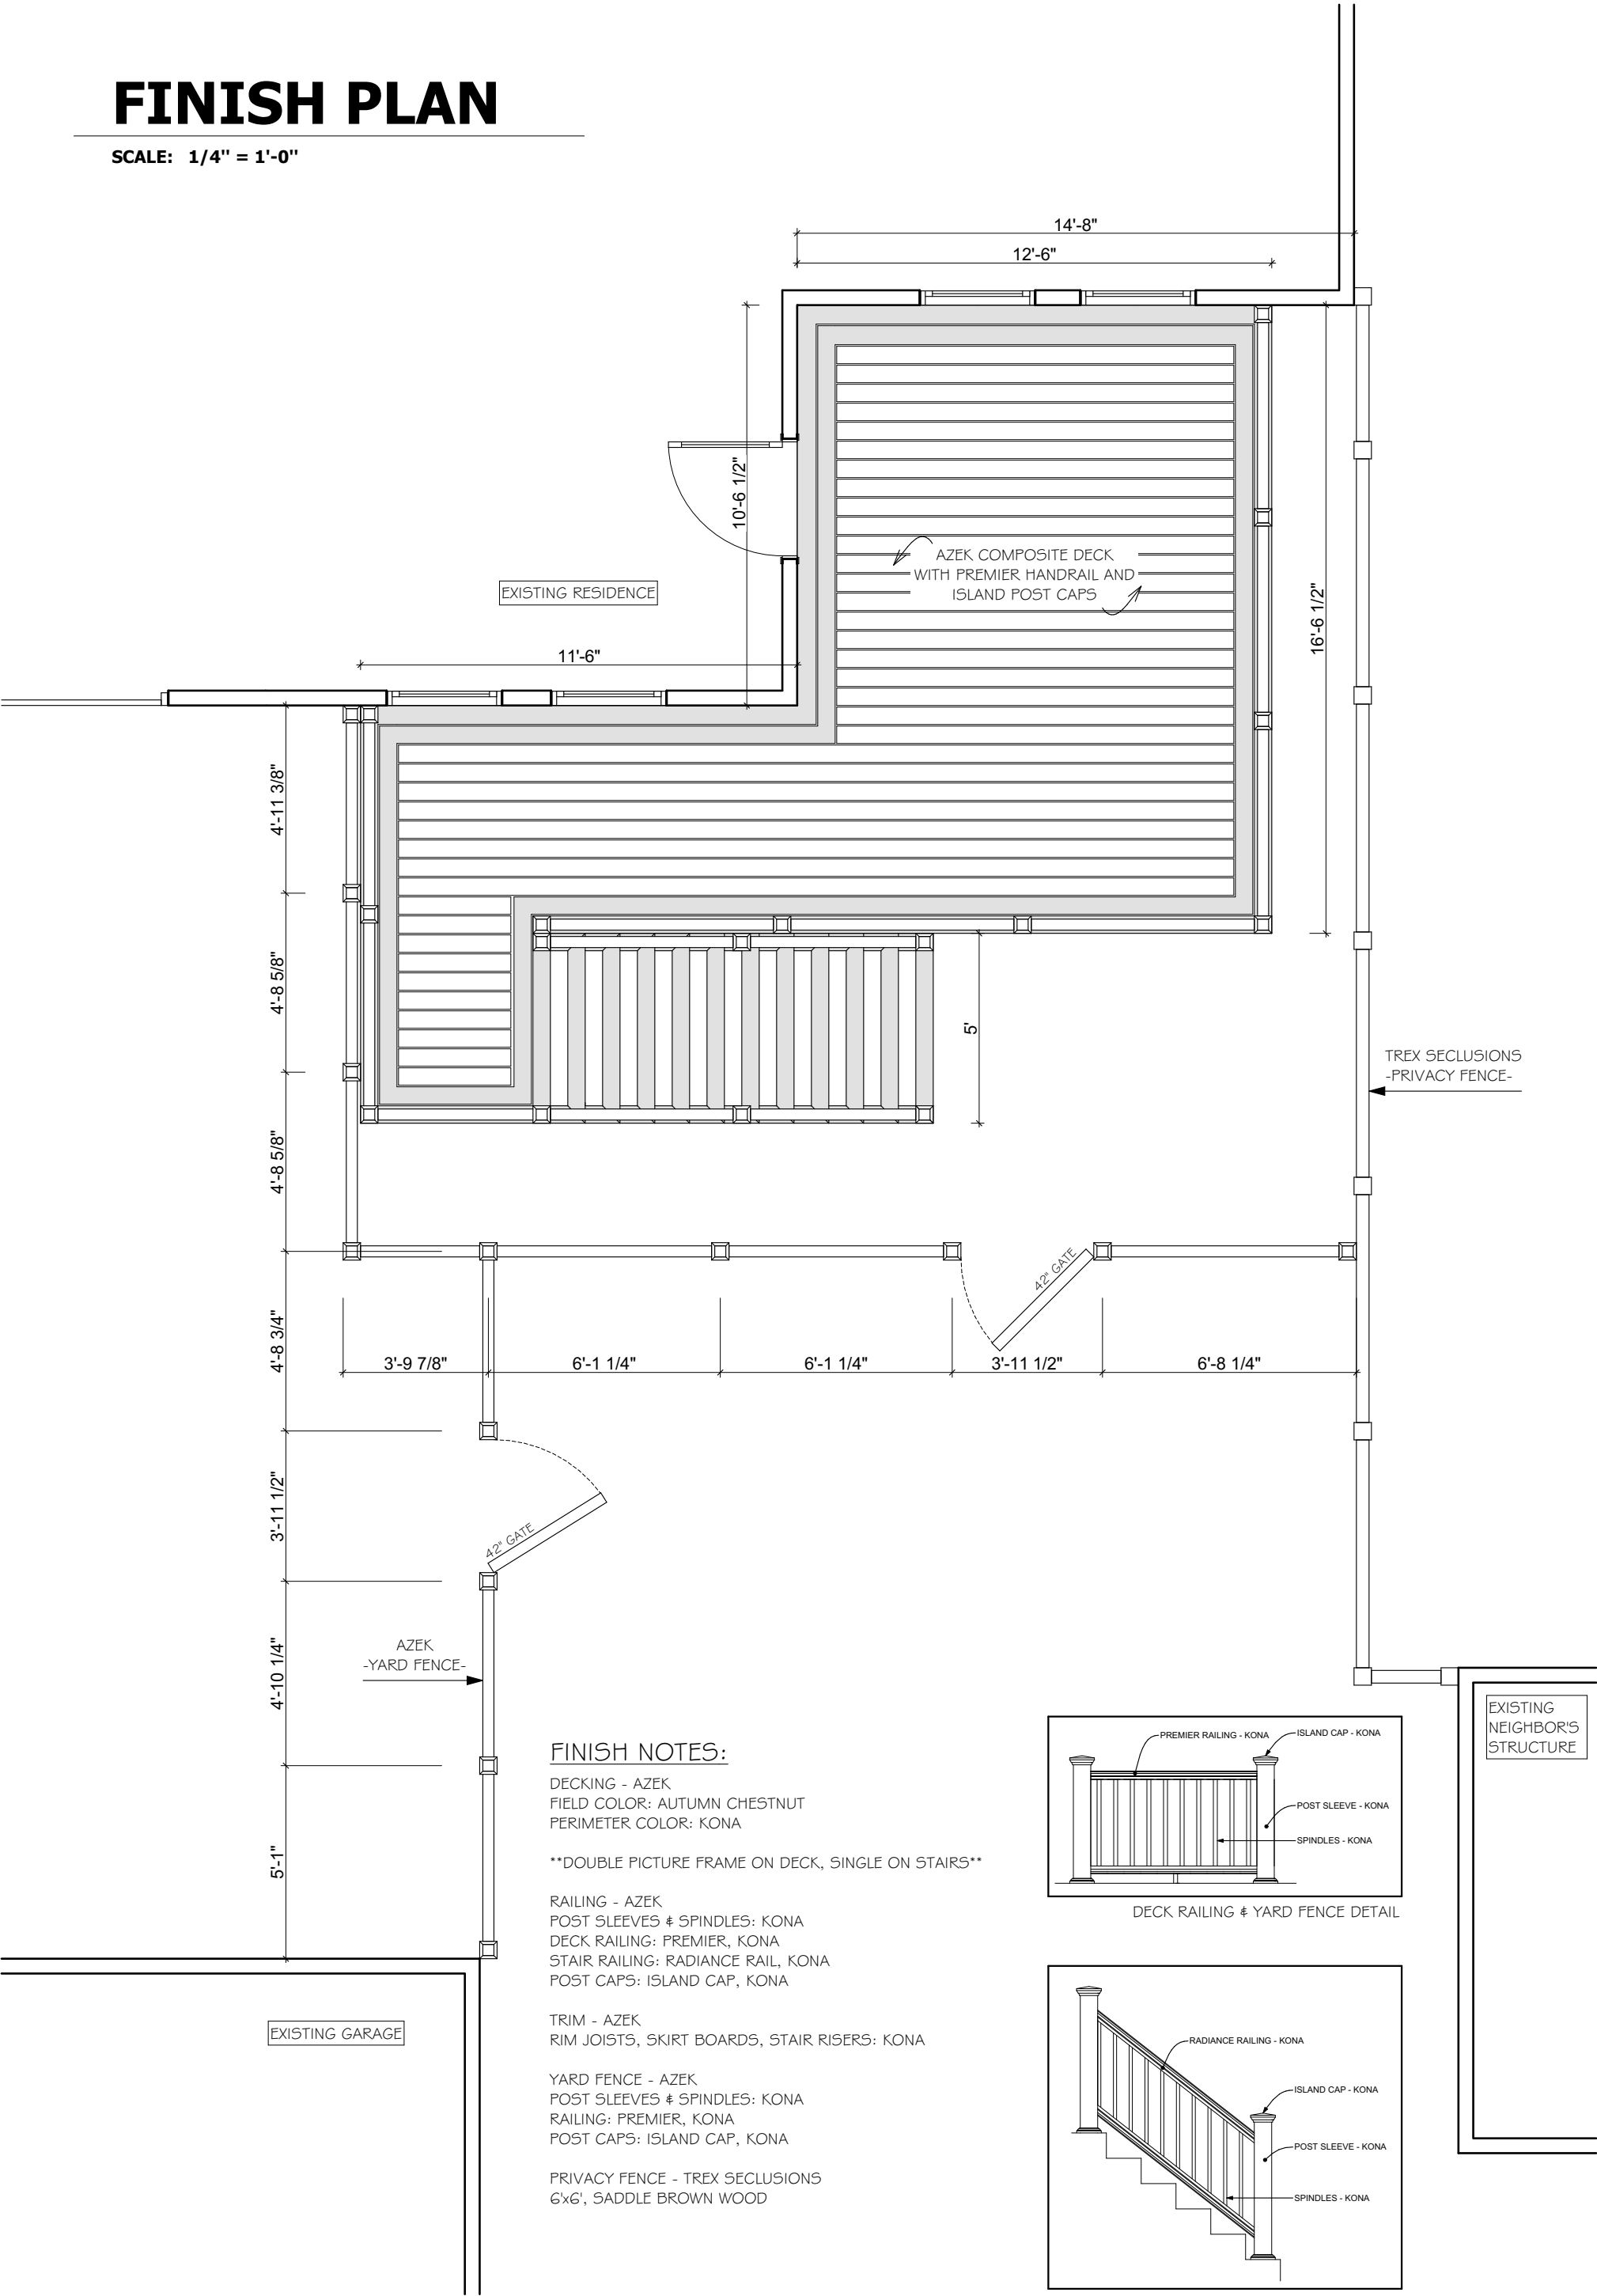 FINISH PLAN
SCALE: 1/4" = 1'-0"
14'-8"
12'-6"
10'-6 1/2"
AZEK COMPOSITE DECK
WITH PREMIER HANDRAIL AND
ISLAND POST CAPS
EXISTING RESIDENCE
16'-6 1/2"
11'-6"
4'-11 3/8"
4'-8 5/8"
5'
TREX SECLUSIONS
-PRIVACY FENCE-
4'-8 5/8"
42" GATE
4'-8 3/4"
3'-9 7/8"
6'-1 1/4"
6'-1 1/4"
3'-11 1/2"
6'-8 1/4"
3'-11 1/2"
42" GATE
4'-10 1/4"
AZEK
-YARD FENCE-
5'-1"
EXISTING GARAGE
EXISTING
NEIGHBOR'S
STRUCTURE
FINISH NOTES:
DECKING - AZEK
FIELD COLOR: AUTUMN CHESTNUT
PERIMETER COLOR: KONA
**DOUBLE PICTURE FRAME ON DECK, SINGLE ON STAIRS**
RAILING - AZEK
POST SLEEVES & SPINDLES: KONA
DECK RAILING: PREMIER, KONA
STAIR RAILING: RADIANCE RAIL, KONA
POST CAPS: ISLAND CAP, KONA
TRIM - AZEK
RIM JOISTS, SKIRT BOARDS, STAIR RISERS: KONA
YARD FENCE - AZEK
POST SLEEVES & SPINDLES: KONA
RAILING: PREMIER, KONA
POST CAPS: ISLAND CAP, KONA
PRIVACY FENCE - TREX SECLUSIONS
6'x6', SADDLE BROWN WOOD
PREMIER RAILING - KONA
ISLAND CAP - KONA
POST SLEEVE - KONA
SPINDLES - KONA
DECK RAILING & YARD FENCE DETAIL
RADIANCE RAILING - KONA
ISLAND CAP - KONA
POST SLEEVE - KONA
SPINDLES - KONA